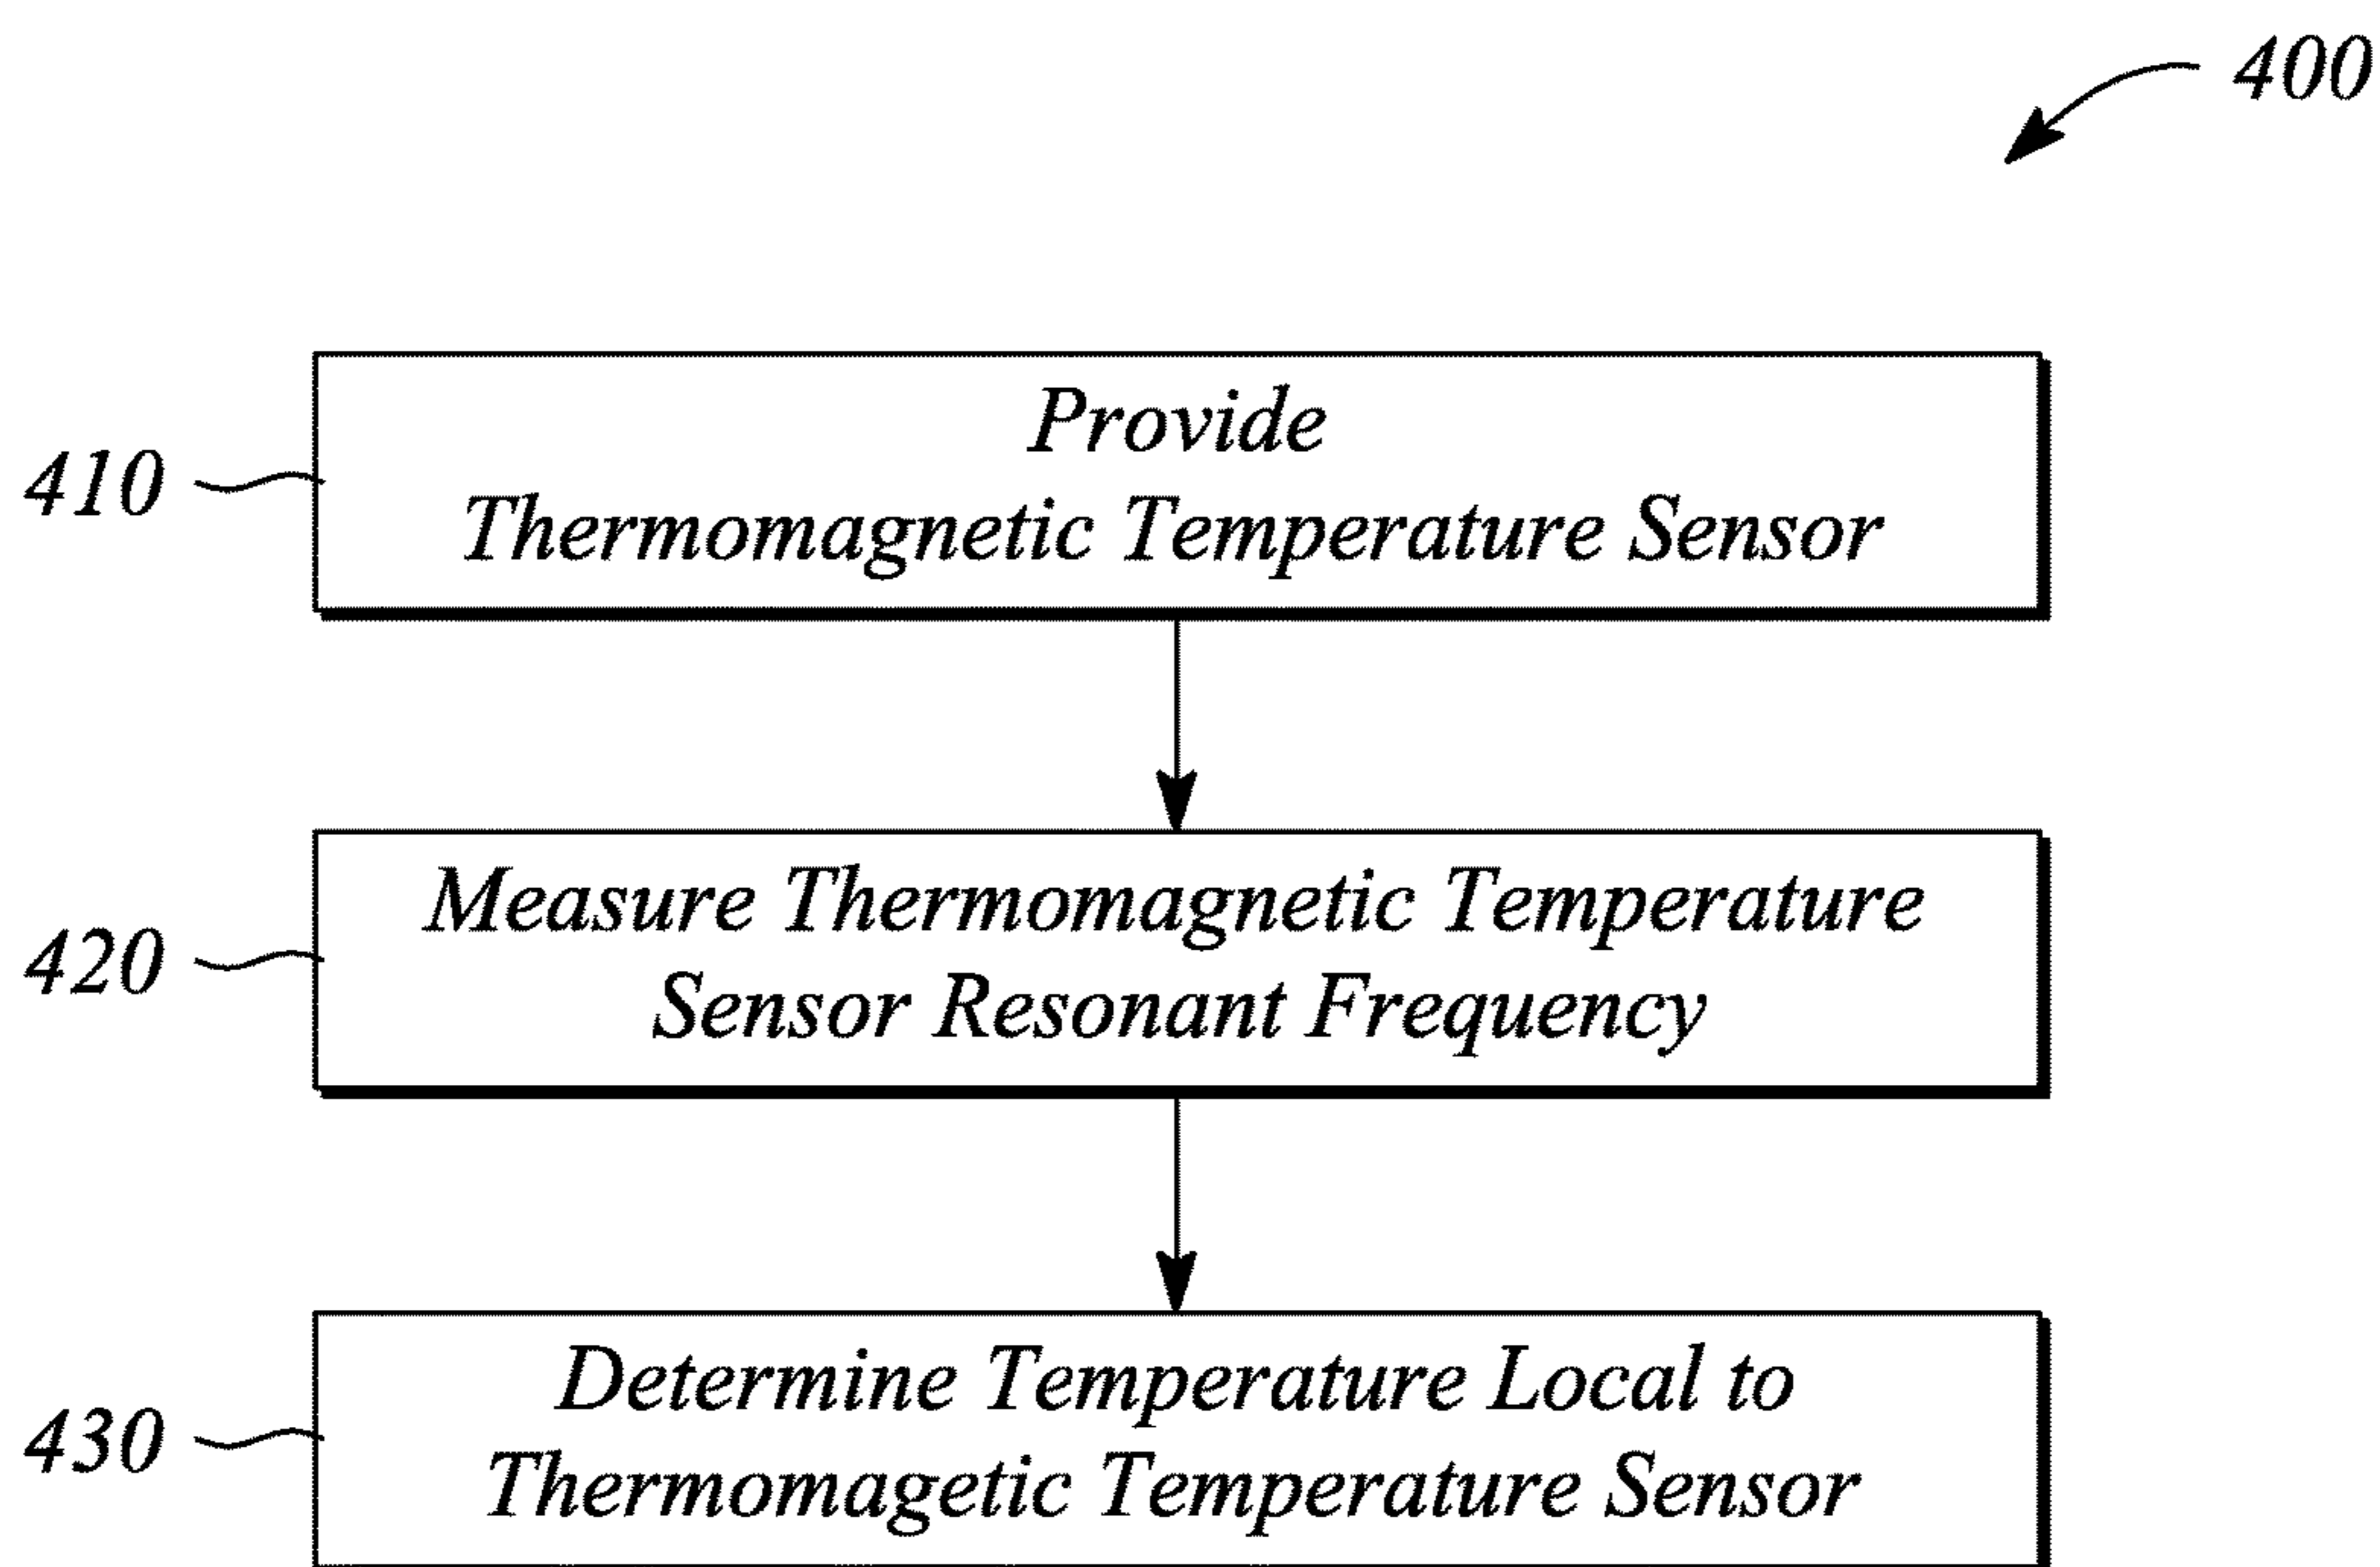 400
410
Provide
Thermomagnetic Temperature Sensor
420
Measure Thermomagnetic Temperature
Sensor Resonant Frequency
430
Determine Temperature Local to
Thermomagetic Temperature Sensor